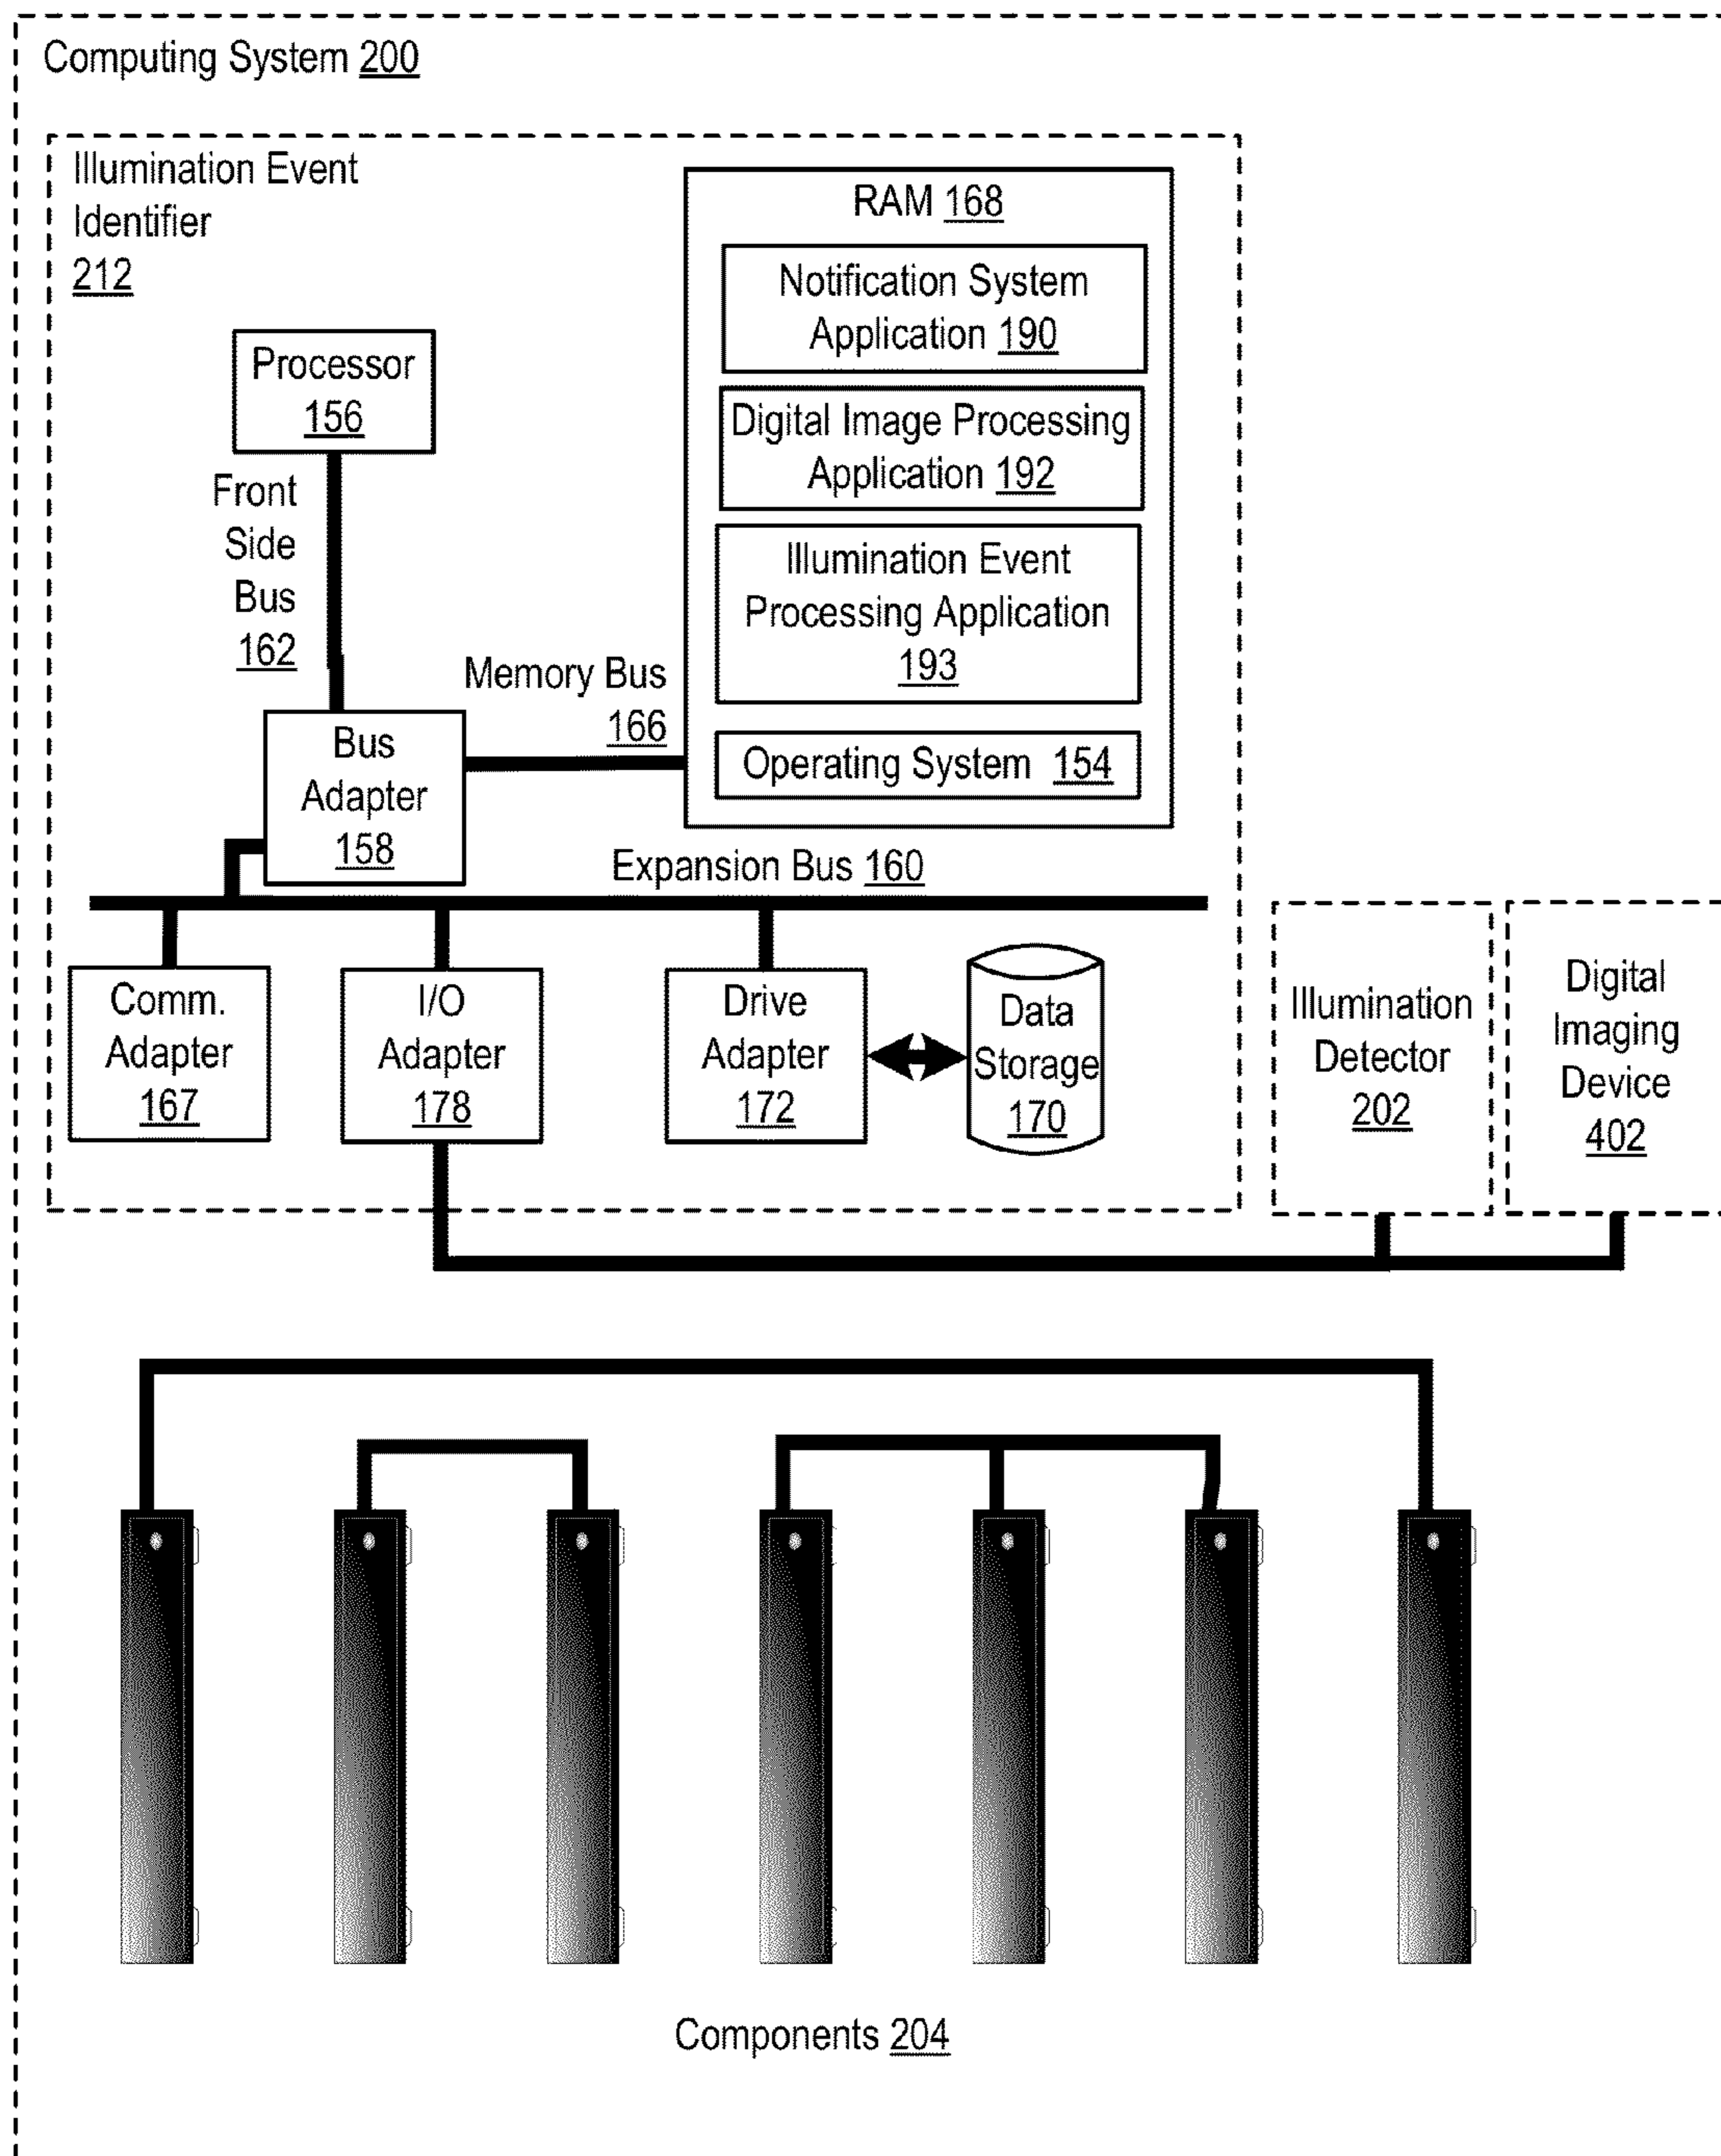 Computing System 200
Illumination Event
Identifier
212
RAM 168
Notification System
Application 190
Digital Image Processing
Application 192
Illumination Event
Processing Application
193
Operating System 154
Processor
156
Front
Side
Bus
162
Memory Bus
166
Bus
Adapter
158
Expansion Bus 160
Comm.
Adapter
167
I/O
Adapter
178
Drive
Adapter
172
Data
Storage
170
Illumination
Detector
202
Digital
Imaging
Device
402
Components 204